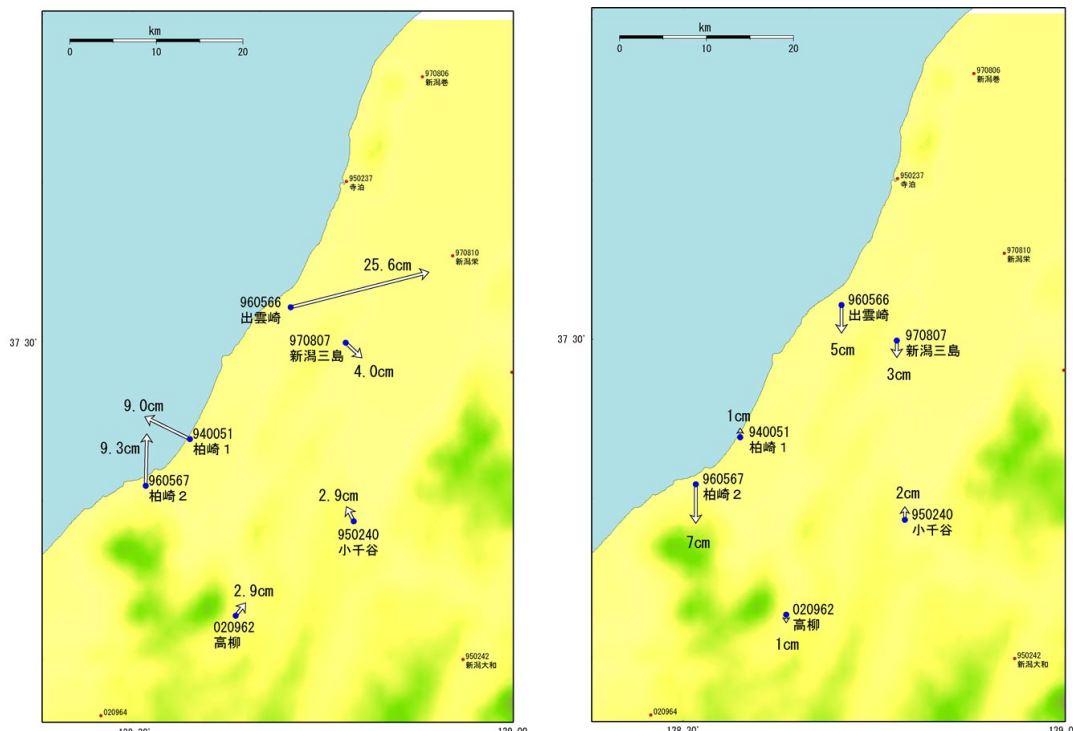 km
0
10
20
970806
新潟巻
950237
寺泊
970810
新潟栄
25.6cm
960566
出雲崎
37 30'
970807
新潟三島
4.0cm
9.0cm
9.3cm
940051
柏崎1
960567
柏崎2
2.9cm
950240
小千谷
2.9cm
020962
高柳
950242
新潟大和
020964
km
0
10
20
970806
新潟巻
950237
寺泊
970810
新潟栄
960566
出雲崎
5cm
970807
新潟三島
3cm
1cm
940051
柏崎1
960567
柏崎2
7cm
2cm
950240
小千谷
020962
高柳
1cm
950242
新潟大和
020964